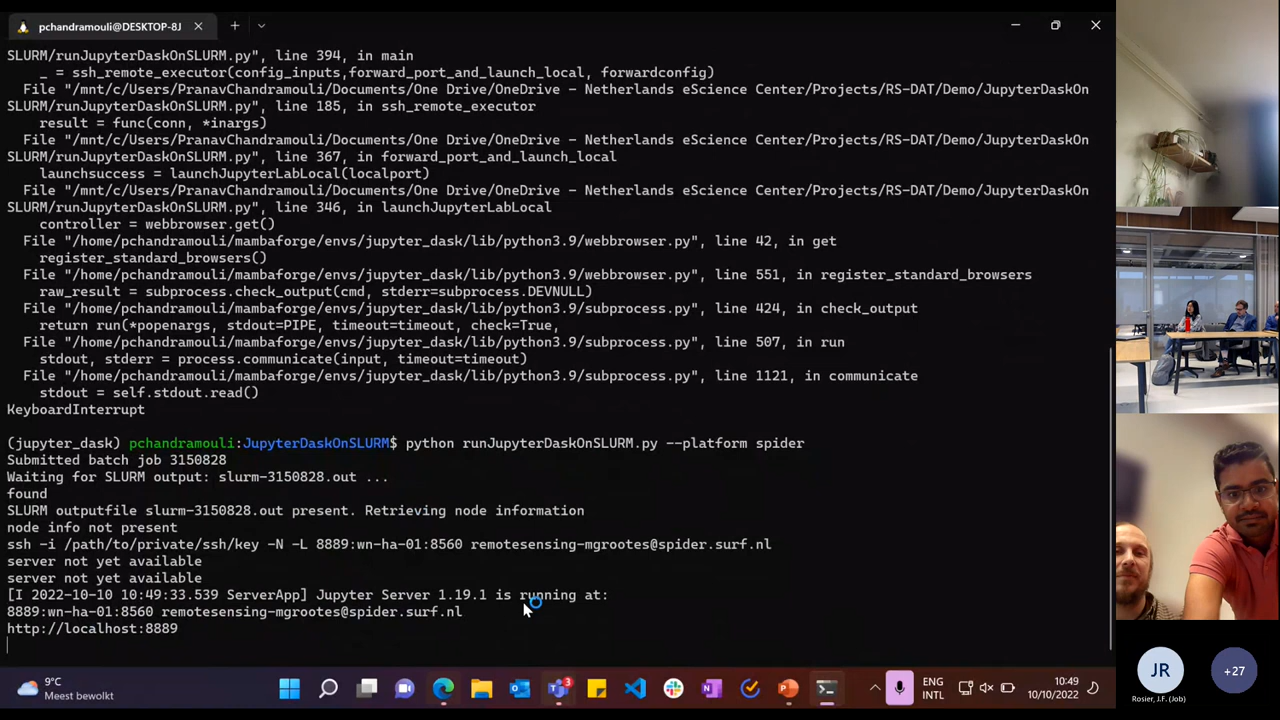 pchandramouli@DESKTOP-8J
SLURM/runJupyterDaskOnSLURM.py", line 394, in main
_ = ssh_remote_executor(config_inputs,forward_port_and_launch_local, forwardconfig)
File "/mnt/c/Users/PranavChandramouli/Documents/One Drive/OneDrive - Netherlands eScience Center/Projects/RS-DAT/Demo/JupyterDaskOn
SLURM/runJupyterDaskOnSLURM.py", line 185, in ssh_remote_executor
result = func(conn, *inargs)
File "/mnt/c/Users/PranavChandramouli/Documents/One Drive/OneDrive - Netherlands eScience Center/Projects/RS-DAT/Demo/JupyterDaskOn
SLURM/runJupyterDaskOnSLURM.py", line 367, in forward_port_and_launch_local
launchsuccess = launchJupyterLabLocal(localport)
File "/mnt/c/Users/PranavChandramouli/Documents/One Drive/OneDrive - Netherlands eScience Center/Projects/RS-DAT/Demo/JupyterDaskOn
SLURM/runJupyterDaskOnSLURM.py", line 346, in launchJupyterLabLocal
controller = webbrowser.get()
File "/home/pchandramouli/mambaforge/envs/jupyter_dask/lib/python3.9/webbrowser.py", line 42, in get
register_standard_browsers()
File "/home/pchandramouli/mambaforge/envs/jupyter_dask/lib/python3.9/webbrowser.py", line 551, in register_standard_browsers
raw_result = subprocess.check_output(cmd, stderr=subprocess.DEVNULL)
File "/home/pchandramouli/mambaforge/envs/jupyter_dask/lib/python3.9/subprocess.py", line 424, in check_output
return run(*popenargs, stdout=PIPE, timeout=timeout, check=True,
File "/home/pchandramouli/mambaforge/envs/jupyter_dask/lib/python3.9/subprocess.py", line 507, in run
stdout, stderr = process.communicate(input, timeout=timeout)
File "/home/pchandramouli/mambaforge/envs/jupyter_dask/lib/python3.9/subprocess.py", line 1121, in communicate
stdout = self.stdout.read()
KeyboardInterrupt
(jupyter_dask) pchandramouli:JupyterDaskOnSLURM$ python runJupyterDaskOnSLURM.py --platform spider
Submitted batch job 3150828
Waiting for SLURM output: slurm-3150828.out ...
found
SLURM outputfile slurm-3150828.out present. Retrieving node information
node info not present
ssh -i /path/to/private/ssh/key -N -L 8889:wn-ha-01:8560 remotesensing-mgrootes@spider.surf.nl
server not yet available
server not yet available
[I 2022-10-10 10:49:33.539 ServerApp] Jupyter Server 1.19.1 is running at:
8889:wn-ha-01:8560 remotesensing-mgrootes@spider.surf.nl
http://localhost:8889
9°C
Meest bewolkt
3
ENG
INTL
10:49
10/10/2022
JR
+27
Rosier, J.F. (Job)